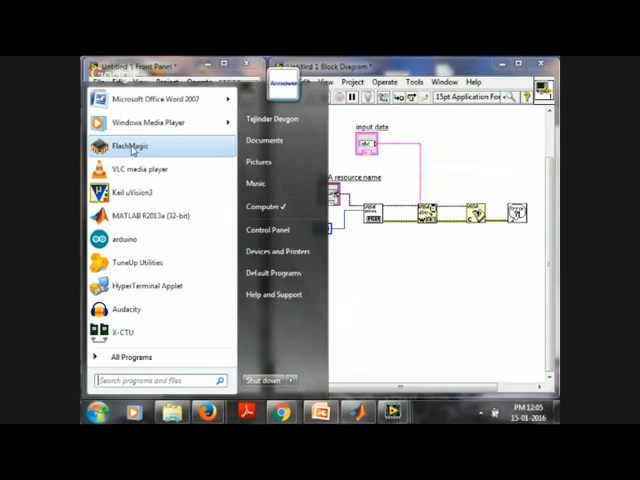 Untitled 1 Front Panel *
Untitled 1 Block Diagram *
Google
View
Project
Operate
Tools
Window
Help
15pt Application Fon
lenovo
Microsoft Office Word 2007
Windows Media Player
FlashMagic
VLC media player
Keil uVision3
MATLAB R2013a (32-bit)
arduino
TuneUp Utilities
HyperTerminal Applet
Audacity
X-CTU
All Programs
Search programs and files
Tejinder Devgon
Documents
Pictures
Music
Computer
Control Panel
Devices and Printers
Default Programs
Help and Support
Shut down
input data
A resource name
PM 12:05
15-01-2016